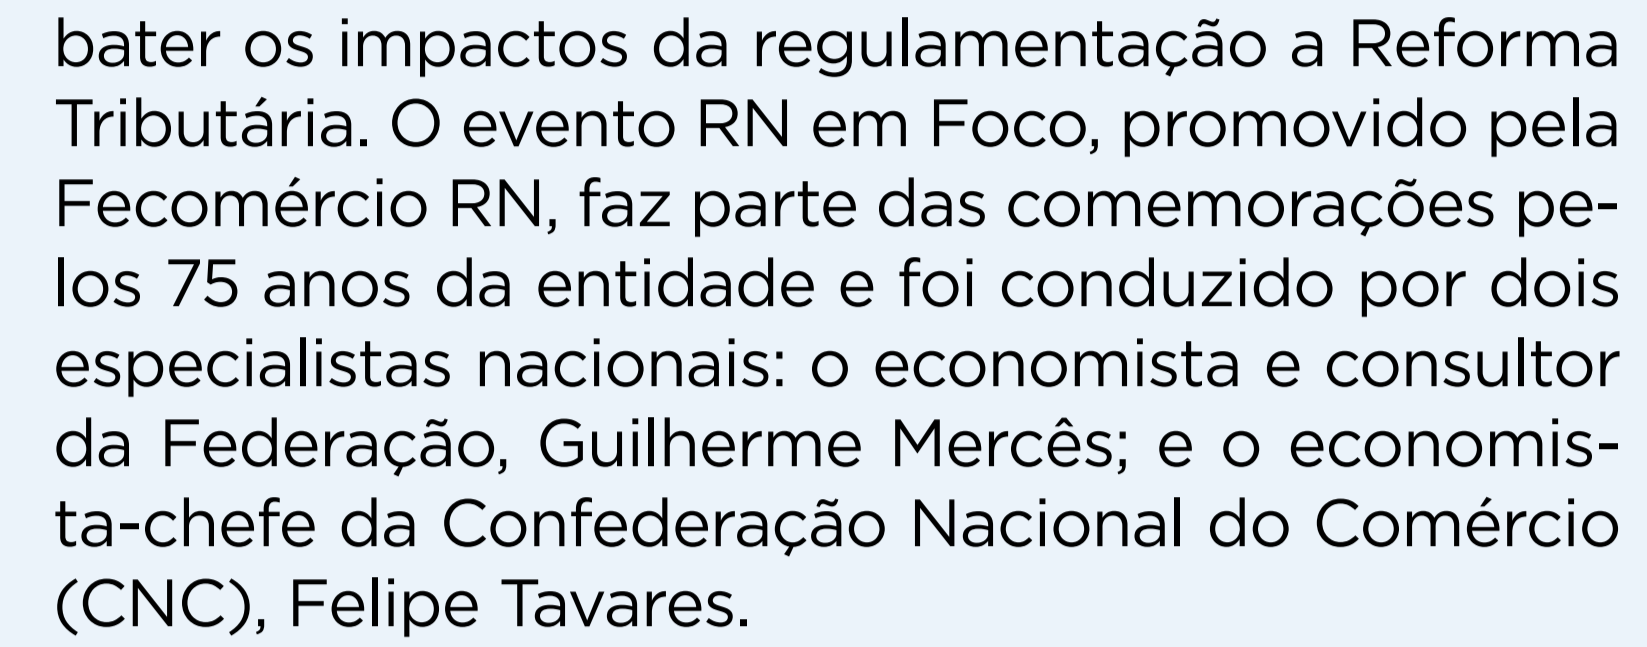 bater os impactos da regulamentação a Reforma
Tributária. O evento RN em Foco, promovido pela
Fecomércio RN, faz parte das comemorações pe-
los 75 anos da entidade e foi conduzido por dois
especialistas nacionais: o economista e consultor
da Federação, Guilherme Mercês; e o economis-
ta-chefe da Confederação Nacional do Comércio
(CNC), Felipe Tavares.